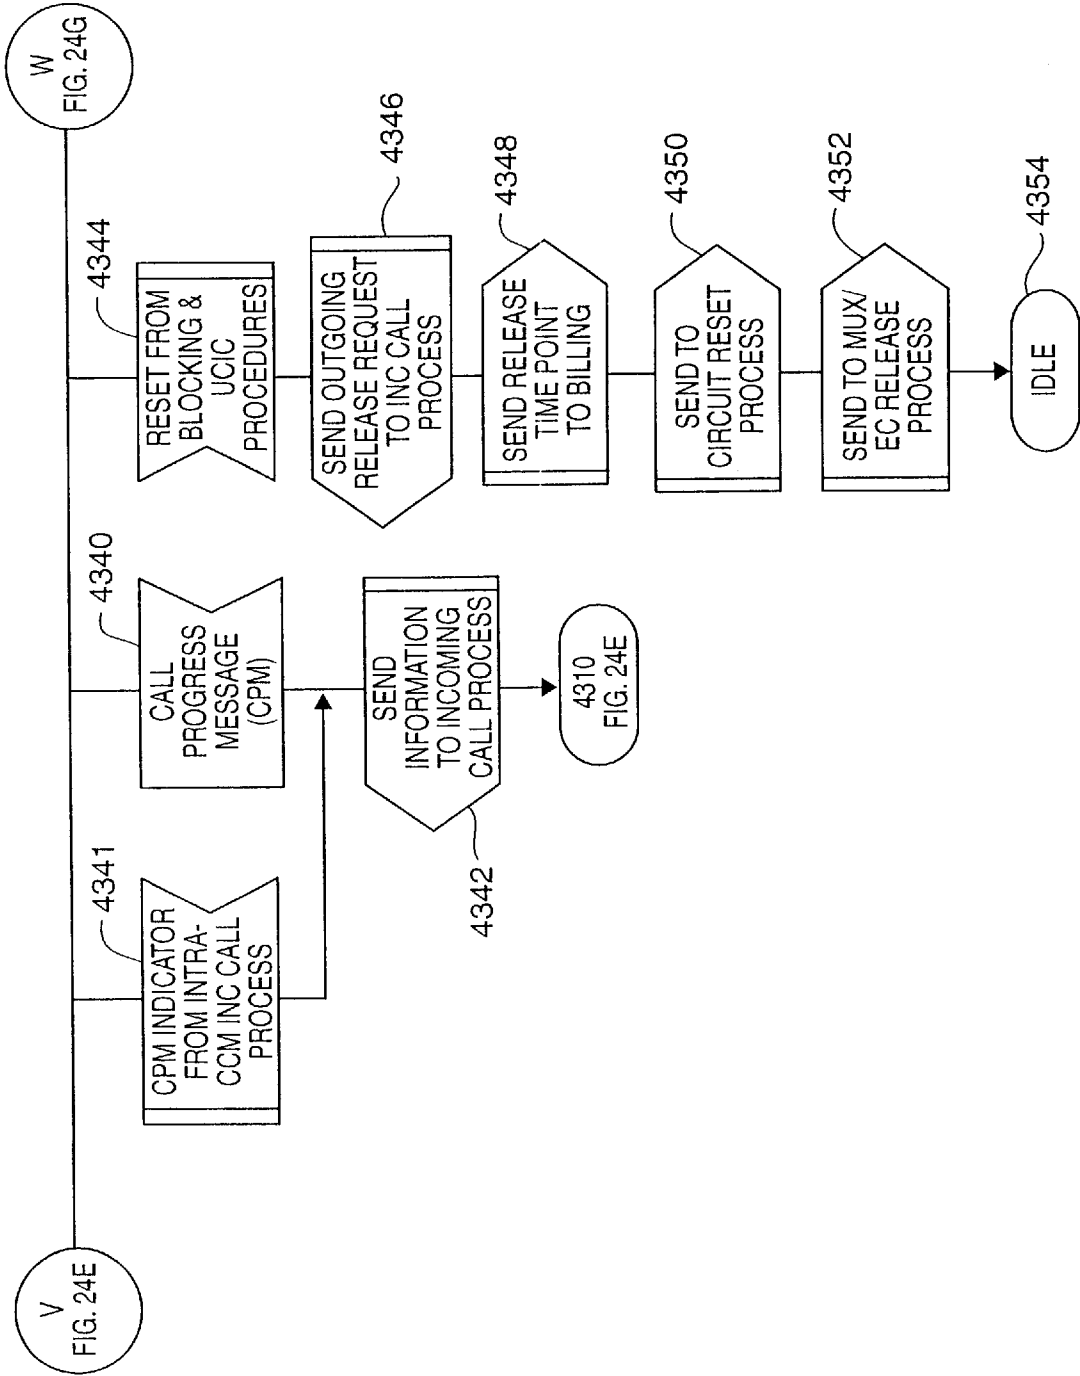 V
FIG. 24E
W
FIG. 24G
4341
CPM INDICATOR
FROM INTRA-
CCM INC CALL
PROCESS
4340
CALL
PROGRESS
MESSAGE
(CPM)
4342
SEND
INFORMATION
TO INCOMING
CALL PROCESS
4310
FIG. 24E
4344
RESET FROM
BLOCKING &
UCIC
PROCEDURES
4346
SEND OUTGOING
RELEASE REQUEST
TO INC CALL
PROCESS
4348
SEND RELEASE
TIME POINT
TO BILLING
4350
SEND TO
CIRCUIT RESET
PROCESS
4352
SEND TO MUX/
EC RELEASE
PROCESS
4354
IDLE